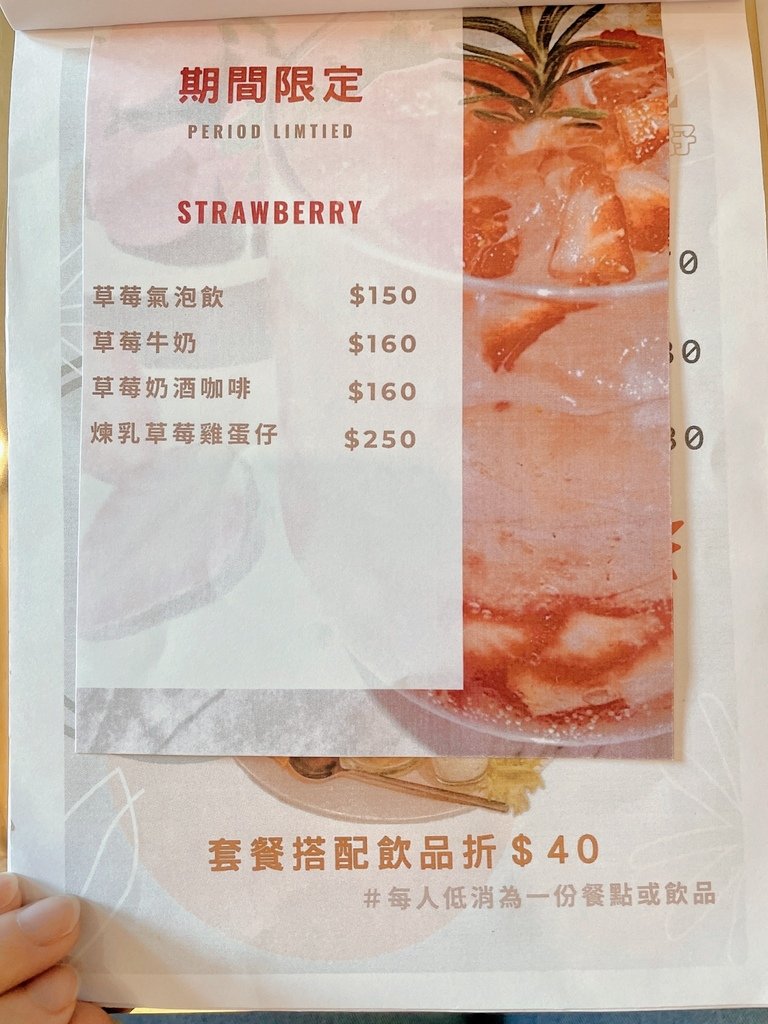 期間限定
PERIOD LIMTIED
STRAWBERRY
草莓氣泡飲 $150
草莓牛奶 $160
草莓奶酒咖啡 $160
煉乳草莓雞蛋仔 $250
套餐搭配飲品折$40
#每人低消為一份餐點或飲品